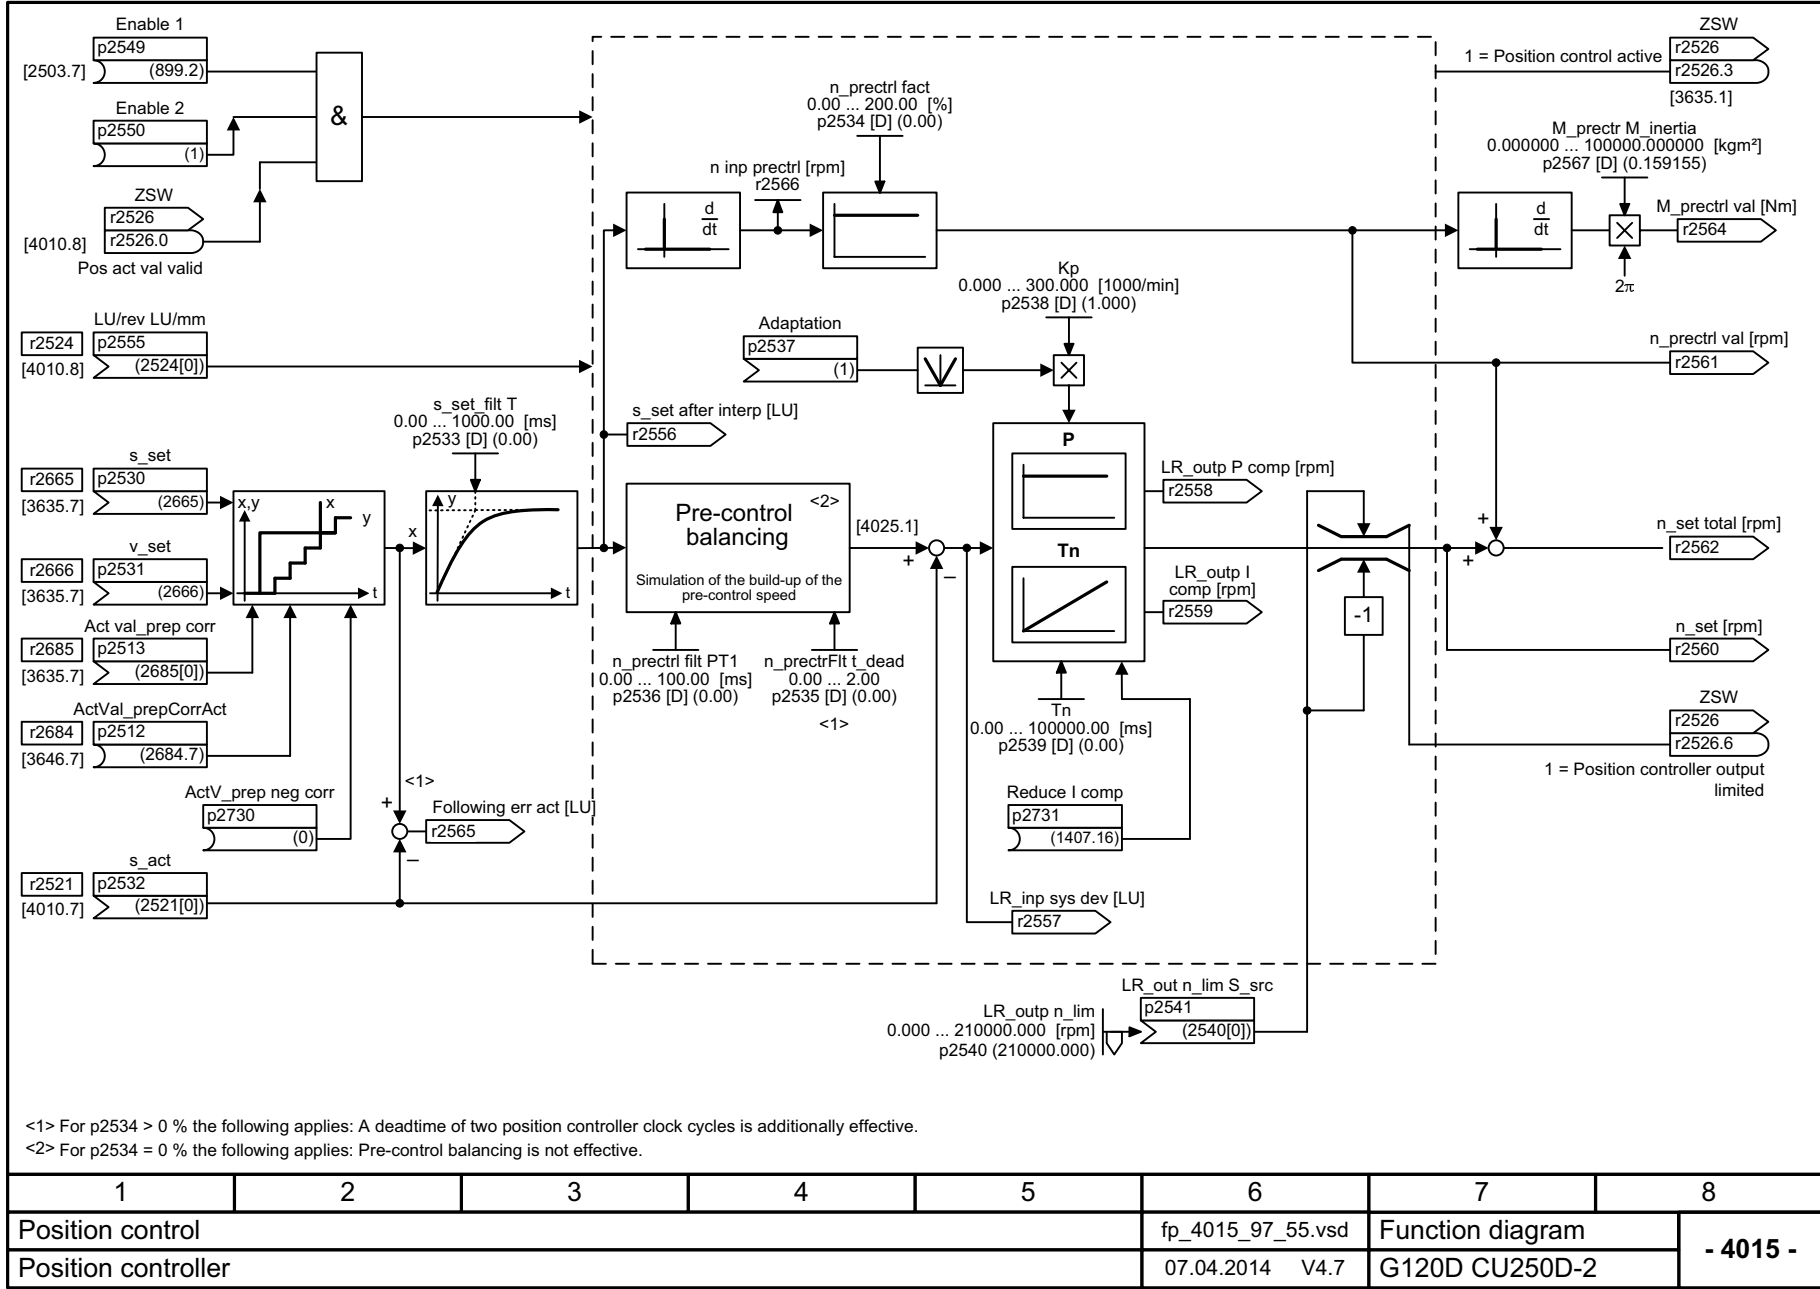 Enable 1
p2549
[2503.7]
(899.2)
Enable 2
p2550
(1)
&
ZSW
r2526
r2526.0
[4010.8]
Pos act val valid
LU/rev LU/mm
r2524
p2555
[4010.8]
(2524[0])
s_set
r2665
p2530
[3635.7]
(2665)
v_set
r2666
p2531
[3635.7]
(2666)
Act val_prep corr
r2685
p2513
[3635.7]
(2685[0])
ActVal_prepCorrAct
r2684
p2512
[3646.7]
(2684.7)
ActV_prep neg corr
p2730
(0)
s_act
r2521
p2532
[4010.7]
(2521[0])
x,y
x
y
t
x
s_set_filt T
0.00 ... 1000.00 [ms]
p2533 [D] (0.00)
y
t
<1>
+
–
Following err act [LU]
r2565
n_prectrl fact
0.00 ... 200.00 [%]
p2534 [D] (0.00)
n inp prectrl [rpm]
r2566
d
dt
Kp
0.000 ... 300.000 [1000/min]
p2538 [D] (1.000)
Adaptation
p2537
(1)
s_set after interp [LU]
r2556
Pre-control
balancing
<2>
Simulation of the build-up of the
pre-control speed
[4025.1]
+
–
n_prectrl filt PT1
0.00 ... 100.00 [ms]
p2536 [D] (0.00)
n_prectrFlt t_dead
0.00 ... 2.00
p2535 [D] (0.00)
<1>
P
Tn
LR_outp P comp [rpm]
r2558
LR_outp I
comp [rpm]
r2559
Tn
0.00 ... 100000.00 [ms]
p2539 [D] (0.00)
Reduce I comp
p2731
(1407.16)
LR_inp sys dev [LU]
r2557
LR_outp n_lim
0.000 ... 210000.000 [rpm]
p2540 (210000.000)
LR_out n_lim S_src
p2541
(2540[0])
-1
ZSW
1 = Position control active
r2526
r2526.3
[3635.1]
M_prectr M_inertia
0.000000 ... 100000.000000 [kgm²]
p2567 [D] (0.159155)
d
dt
2π
M_prectrl val [Nm]
r2564
n_prectrl val [rpm]
r2561
+
+
n_set total [rpm]
r2562
n_set [rpm]
r2560
ZSW
r2526
r2526.6
1 = Position controller output
limited
<1> For p2534 > 0 % the following applies: A deadtime of two position controller clock cycles is additionally effective.
<2> For p2534 = 0 % the following applies: Pre-control balancing is not effective.
1 2 3 4 5 6 7 8
Position control
fp_4015_97_55.vsd
Function diagram
- 4015 -
Position controller
07.04.2014 V4.7
G120D CU250D-2